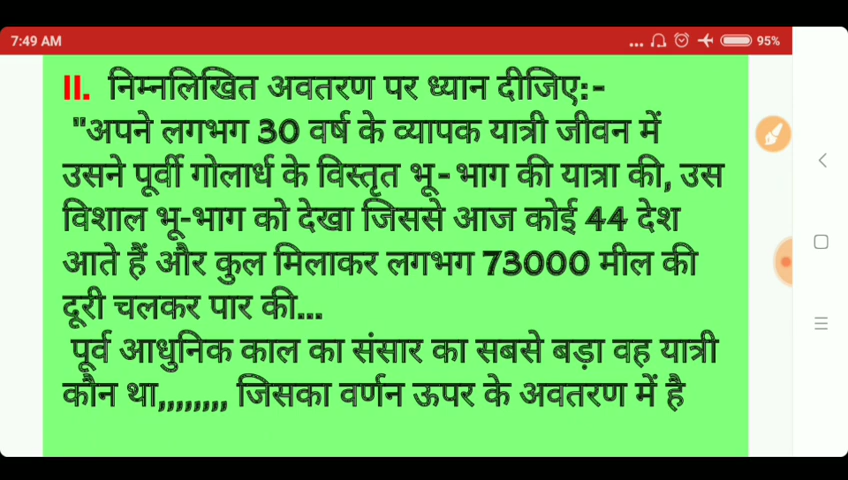 7:49 AM
... 95%
II. निम्नलिखित अवतरण पर ध्यान दीजिए:-
"अपने लगभग 30 वर्ष के व्यापक यात्री जीवन में
उसने पूर्वी गोलार्ध के विस्तृत भू- भाग की यात्रा की, उस
विशाल भू-भाग को देखा जिससे आज कोई 44 देश
आते हैं और कुल मिलाकर लगभग 73000 मील की
दूरी चलकर पार की...
पूर्व आधुनिक काल का संसार का सबसे बड़ा वह यात्री
कौन था,,,,,,,, जिसका वर्णन ऊपर के अवतरण में है